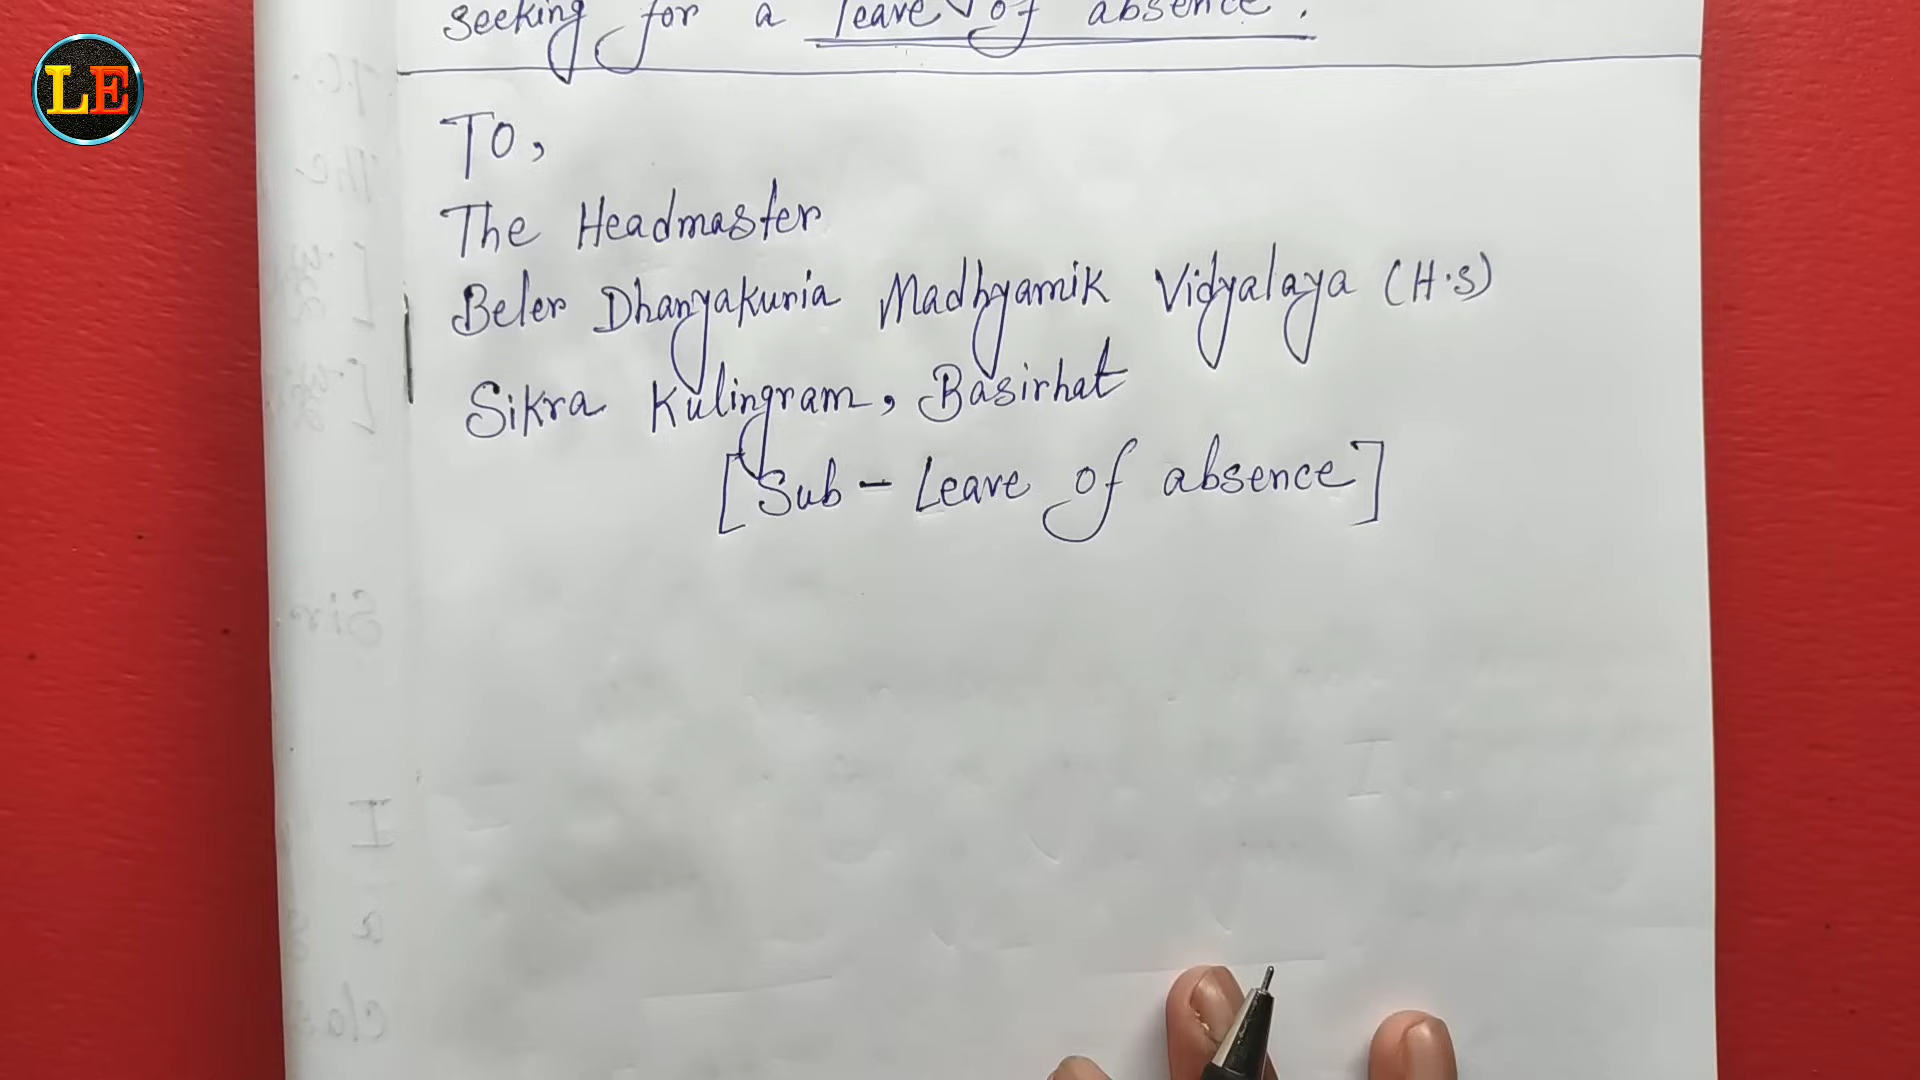 LE
seeking for a leave of absence.
To,
The Headmaster
Beler Dhanyakuria Madhyamik Vidyalaya (H.S)
Sikra Kulingram, Basirhat
[Sub - Leave of absence]